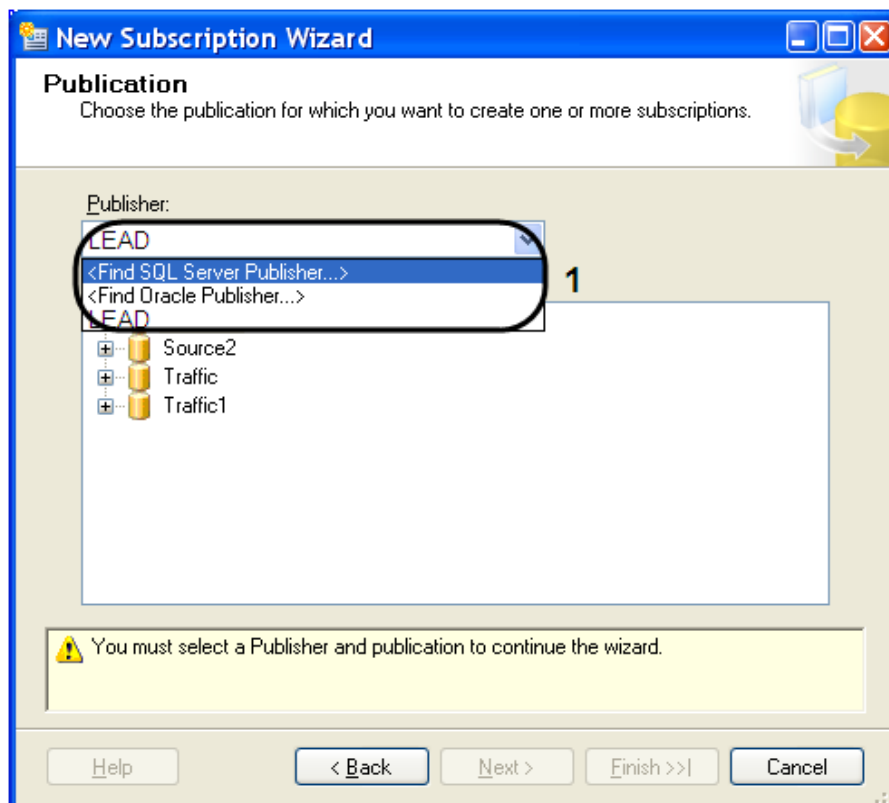 New Subscription Wizard
Publication
Choose the publication for which you want to create one or more subscriptions.
Publisher:
LEAD
<Find SQL Server Publisher...>
1
<Find Oracle Publisher...>
LEAD
Source2
Traffic
Traffic1
You must select a Publisher and publication to continue the wizard.
Help
< Back
Next >
Finish >>|
Cancel